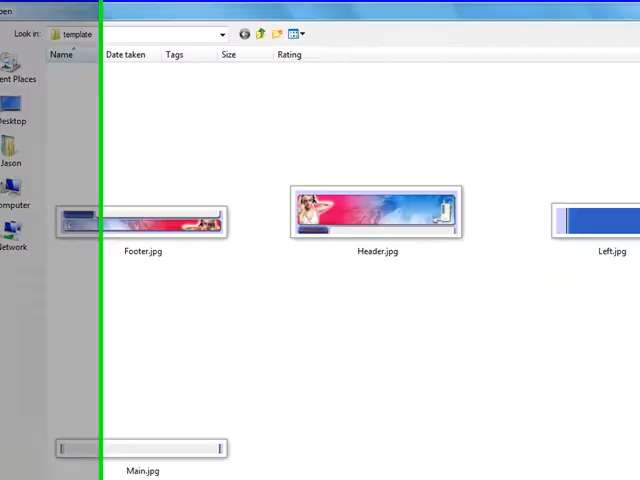 pen
Look in: template
Name Date taken Tags Size Rating
ent Places
Desktop
Jason
omputer
Network
Footer.jpg Header.jpg Left.jpg
Main.jpg